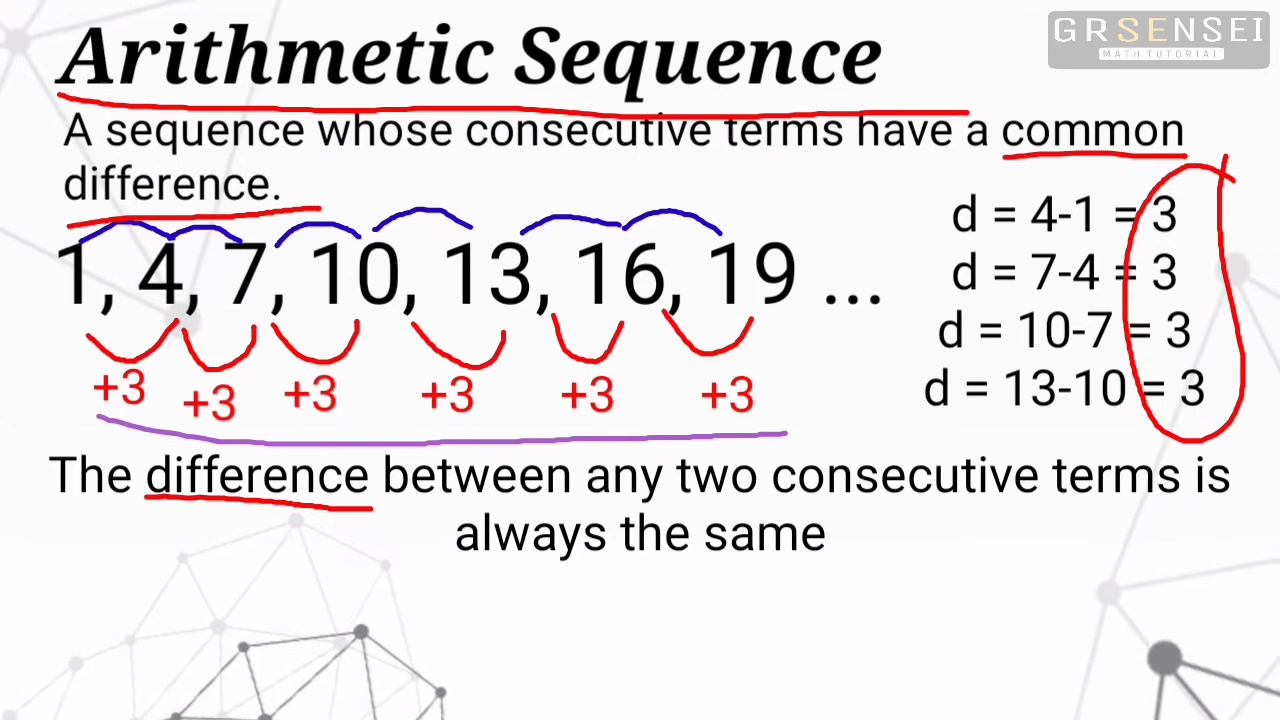 Arithmetic Sequence
GRSENSEI
MATH TUTORIAL
A sequence whose consecutive terms have a common
difference.
1, 4, 7, 10, 13, 16, 19 ...
+3 +3 +3 +3 +3 +3
d = 4-1 = 3
d = 7-4 = 3
d = 10-7 = 3
d = 13-10 = 3
The difference between any two consecutive terms is
always the same